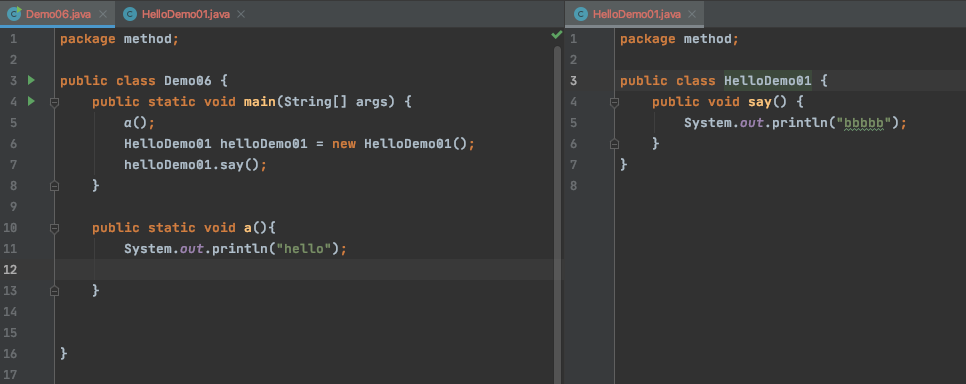 Demo06.java
HelloDemo01.java
1 package method;
2
3 public class Demo06 {
4 public static void main(String[] args) {
5 a();
6 HelloDemo01 helloDemo01 = new HelloDemo01();
7 helloDemo01.say();
8 }
9
10 public static void a(){
11 System.out.println("hello");
12
13 }
14
15
16 }
17
HelloDemo01.java
1 package method;
2
3 public class HelloDemo01 {
4 public void say() {
5 System.out.println("bbbbb");
6 }
7 }
8